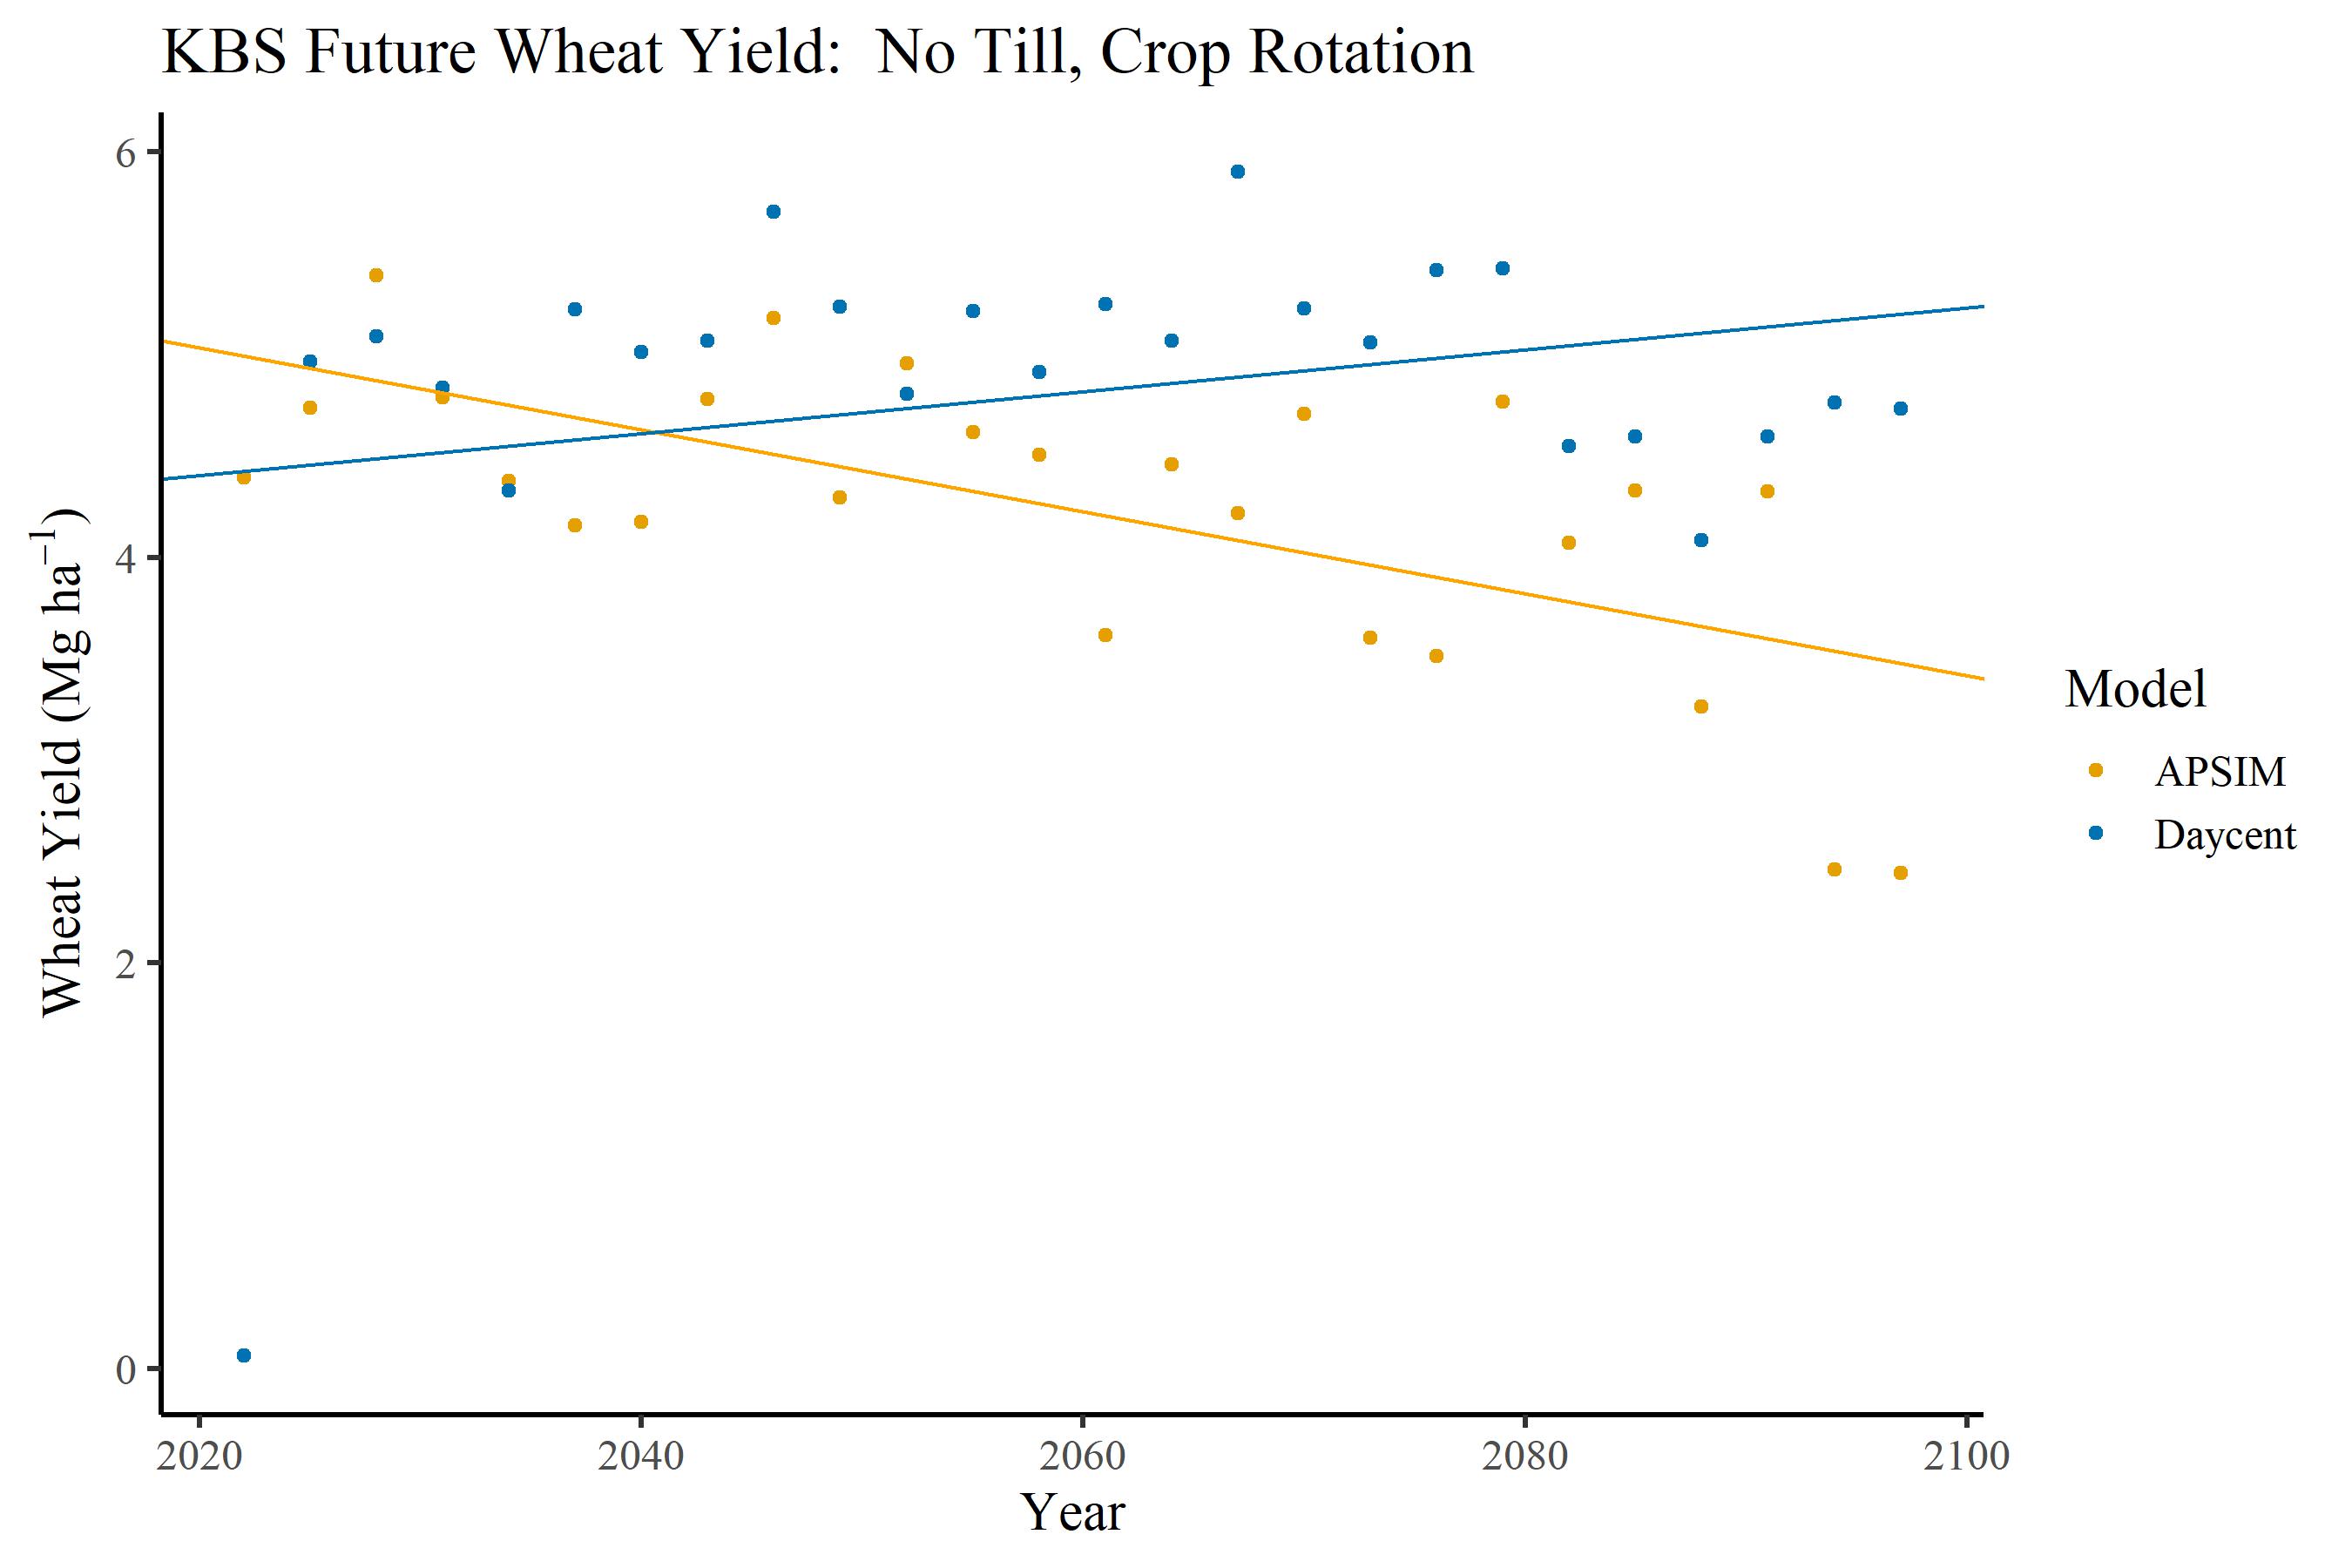 KBS Future Wheat Yield:  No Till, Crop Rotation
Wheat Yield (Mg ha⁻¹)
6
4
2
0
2020 2040 2060 2080 2100
Year
Model
APSIM
Daycent